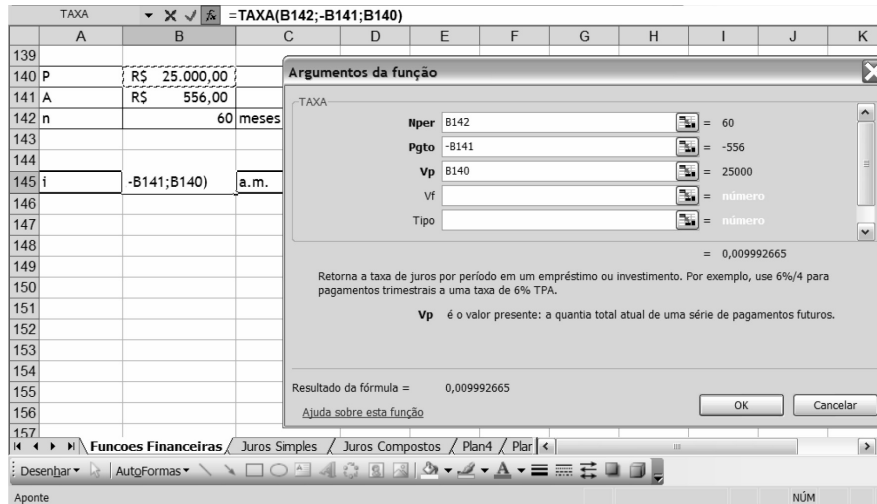 TAXA =TAXA(B142;-B141;B140)
A B C D E F G H I J K
139
140 P R$ 25.000,00
141 A R$ 556,00
142 n 60 meses
143
144
145 i -B141;B140) a.m.
146
147
148
149
150
151
152
153
154
155
156
157
Argumentos da função
TAXA
Nper B142 = 60
Pgto -B141 = -556
Vp B140 = 25000
Vf = número
Tipo = número
= 0,009992665
Retorna a taxa de juros por período em um empréstimo ou investimento. Por exemplo, use 6%/4 para
pagamentos trimestrais a uma taxa de 6% TPA.
Vp é o valor presente: a quantia total atual de uma série de pagamentos futuros.
Resultado da fórmula = 0,009992665
Ajuda sobre esta função OK Cancelar
Funcoes Financeiras / Juros Simples / Juros Compostos / Plan4 / Plar
Desenhar AutoFormas
Aponte NÚM